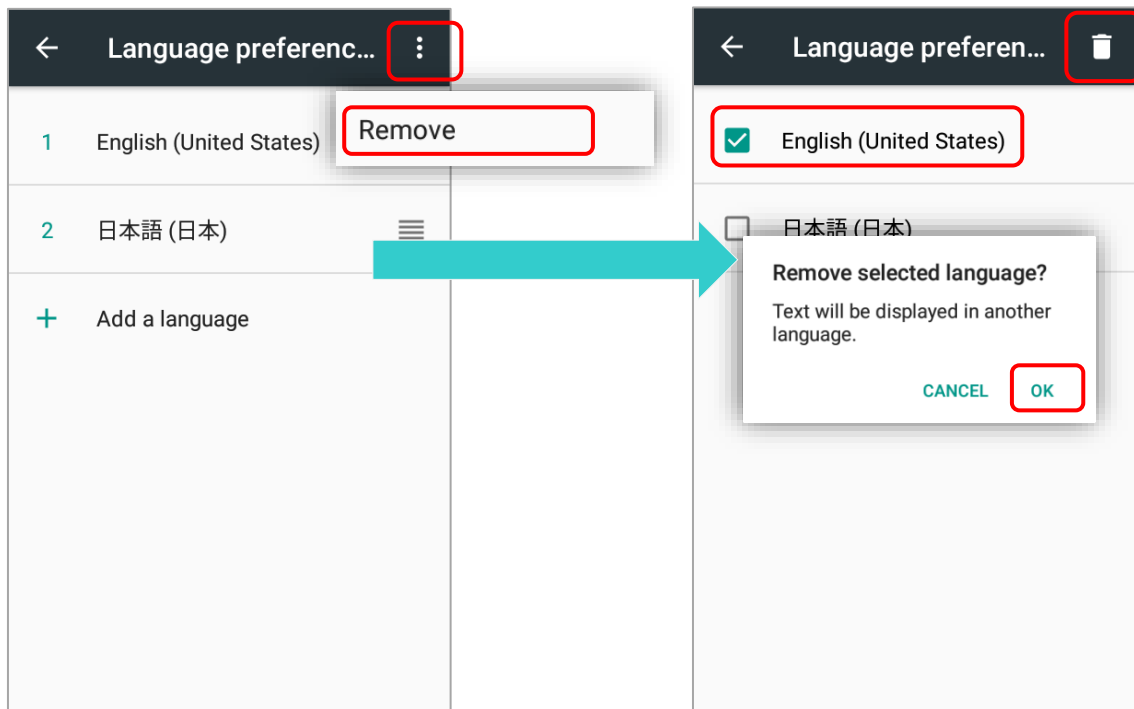 Language preferenc...
Remove
1 English (United States)
2 日本語 (日本)
+ Add a language
Language preferen...
English (United States)
日本語 (日本)
Remove selected language?
Text will be displayed in another
language.
CANCEL OK